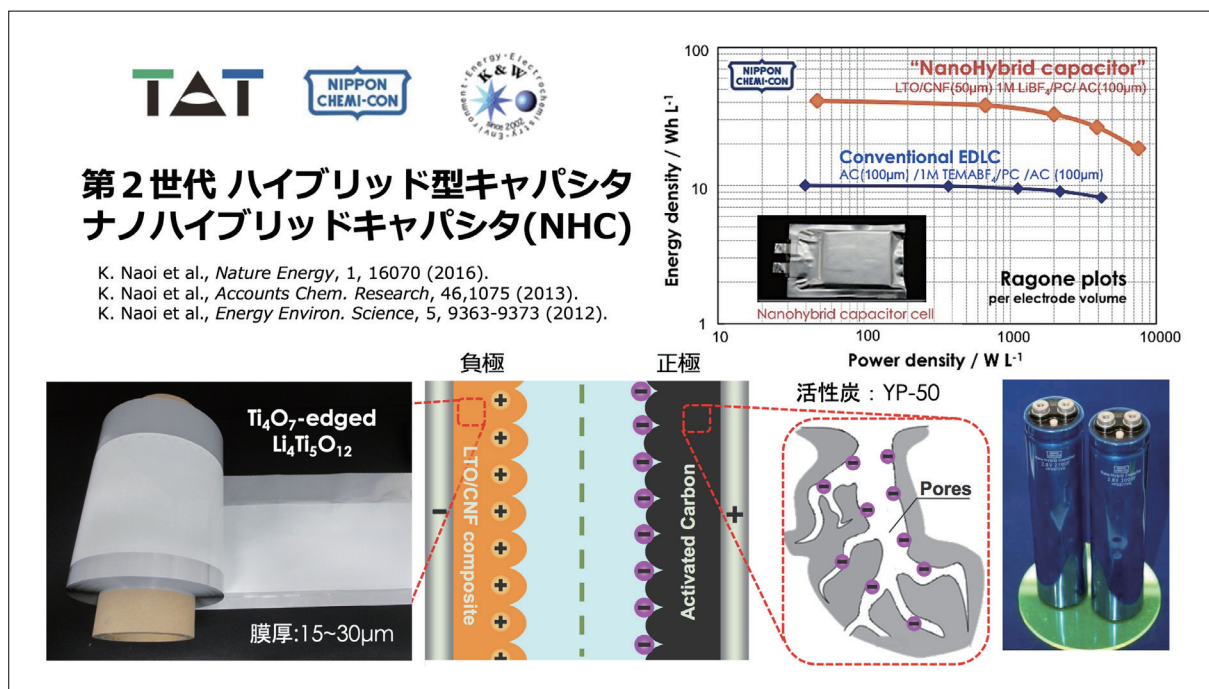 TAT
NIPPON
CHEMI-CON
Energy・Electrochemistry・Environment
K & W
since 2002
第2世代 ハイブリッド型キャパシタ
ナノハイブリッドキャパシタ(NHC)
K. Naoi et al., Nature Energy, 1, 16070 (2016).
K. Naoi et al., Accounts Chem. Research, 46,1075 (2013).
K. Naoi et al., Energy Environ. Science, 5, 9363-9373 (2012).
Energy density / Wh L⁻¹
100
10
1
NIPPON
CHEMI-CON
“NanoHybrid capacitor”
LTO/CNF(50μm) 1M LiBF₄/PC/ AC(100μm)
Conventional EDLC
AC(100μm) /1M TEMABF₄/PC /AC (100μm)
Ragone plots
per electrode volume
Nanohybrid capacitor cell
10 100 1000 10000
Power density / W L⁻¹
Ti₄O₇-edged
Li₄Ti₅O₁₂
膜厚:15~30μm
負極
正極
LTO/CNF composite
Activated Carbon
活性炭：YP-50
Pores